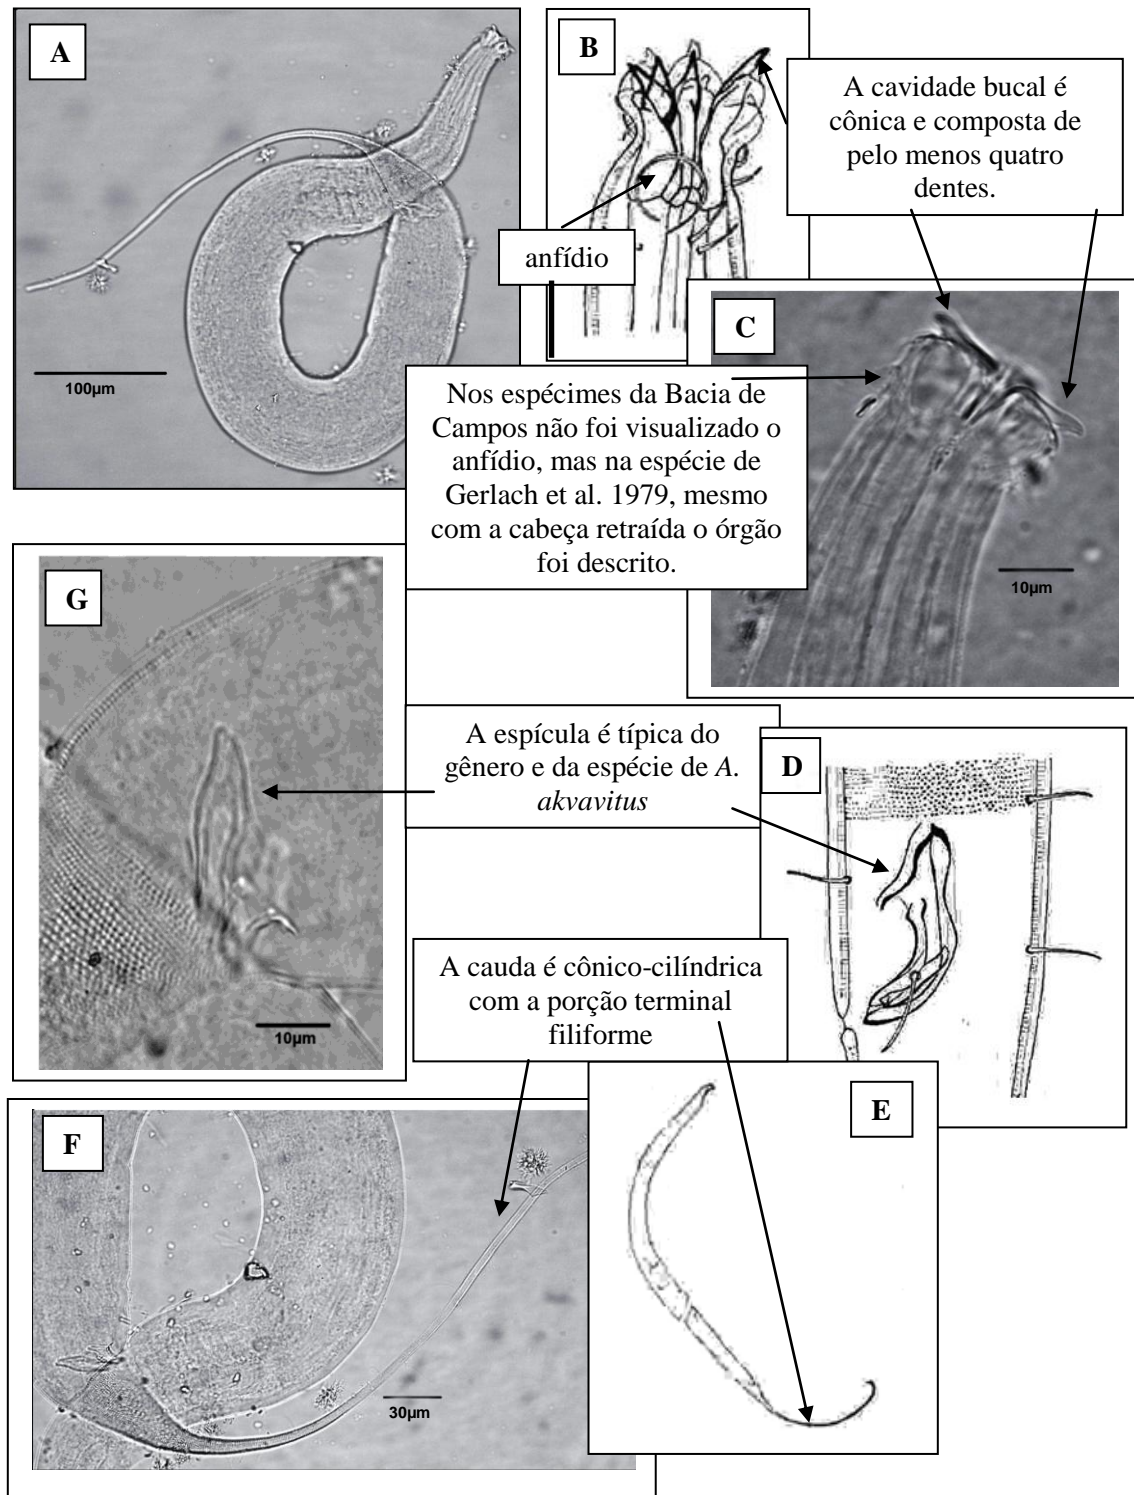 A
B
A cavidade bucal é
cônica e composta de
pelo menos quatro
dentes.
anfídio
C
100µm
Nos espécimes da Bacia de
Campos não foi visualizado o
anfídio, mas na espécie de
Gerlach et al. 1979, mesmo
com a cabeça retraída o órgão
foi descrito.
10µm
G
A espícula é típica do
gênero e da espécie de A.
akvavitus
D
10µm
A cauda é cônico-cilíndrica
com a porção terminal
filiforme
E
F
30µm